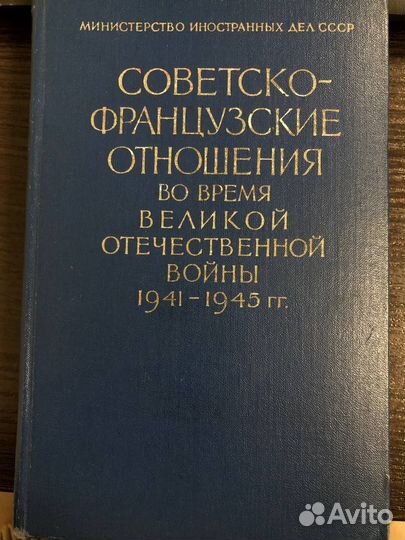 МИНИСТЕРСТВО ИНОСТРАННЫХ ДЕЛ СССР
СОВЕТСКО-
ФРАНЦУЗСКИЕ
ОТНОШЕНИЯ
ВО ВРЕМЯ
ВЕЛИКОЙ
ОТЕЧЕСТВЕННОЙ
ВОЙНЫ
1941-1945 ГГ.
Avito